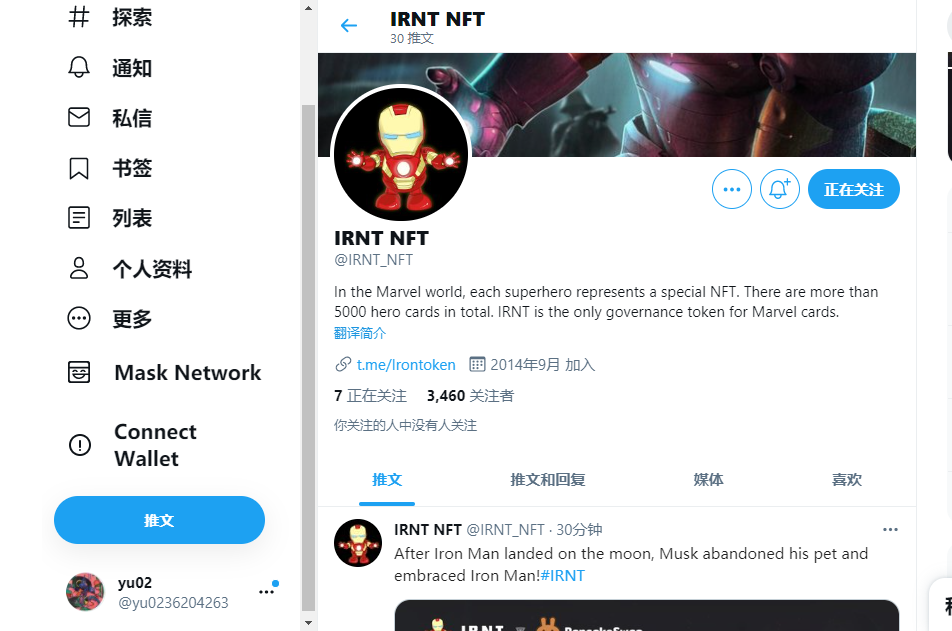 探索
通知
私信
书签
列表
个人资料
更多
Mask Network
Connect
Wallet
推文
yu02
@yu0236204263
IRNT NFT
30 推文
正在关注
IRNT NFT
@IRNT_NFT
In the Marvel world, each superhero represents a special NFT. There are more than
5000 hero cards in total. IRNT is the only governance token for Marvel cards.
翻译简介
t.me/Irontoken 2014年9月 加入
7 正在关注 3,460 关注者
你关注的人中没有人关注
推文 推文和回复 媒体 喜欢
IRNT NFT @IRNT_NFT · 30分钟
After Iron Man landed on the moon, Musk abandoned his pet and
embraced Iron Man!#IRNT
IRNT PancakeSwap